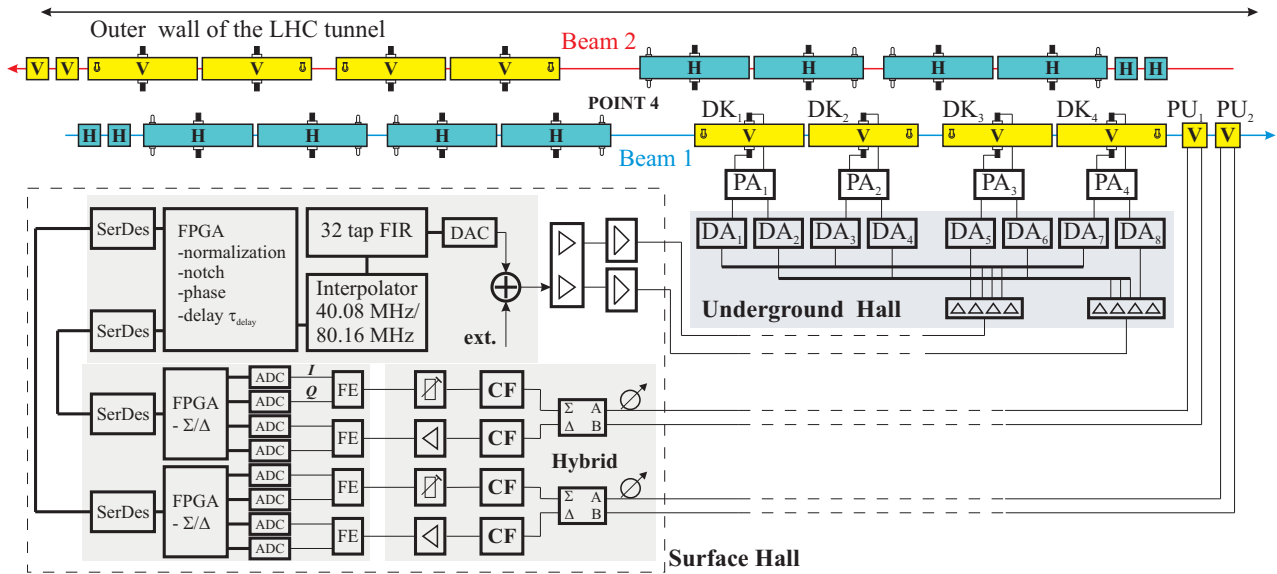 Outer wall of the LHC tunnel
Beam 2
V V V V V V H H H H H H
POINT 4
DK₁ DK₂ DK₃ DK₄ PU₁ PU₂
H H H H H H V V V V V V
Beam 1
PA₁ PA₂ PA₃ PA₄
DA₁ DA₂ DA₃ DA₄ DA₅ DA₆ DA₇ DA₈
Underground Hall
SerDes
FPGA
-normalization
-notch
-phase
-delay τdelay
32 tap FIR
DAC
Interpolator
40.08 MHz/
80.16 MHz
ext.
SerDes
SerDes
FPGA
- Σ/Δ
ADC
ADC
ADC
ADC
I
Q
FE
FE
CF
CF
Σ A
Δ B
Hybrid
SerDes
FPGA
- Σ/Δ
ADC
ADC
ADC
ADC
FE
FE
CF
CF
Σ A
Δ B
Surface Hall